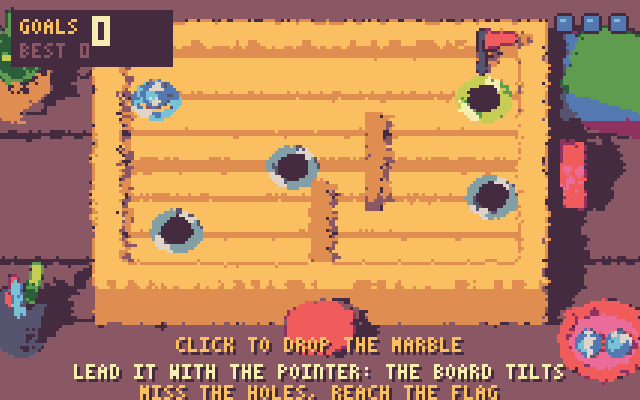 GOALS 0
BEST 0
CLICK TO DROP THE MARBLE
LEAD IT WITH THE POINTER: THE BOARD TILTS
MISS THE HOLES, REACH THE FLAG